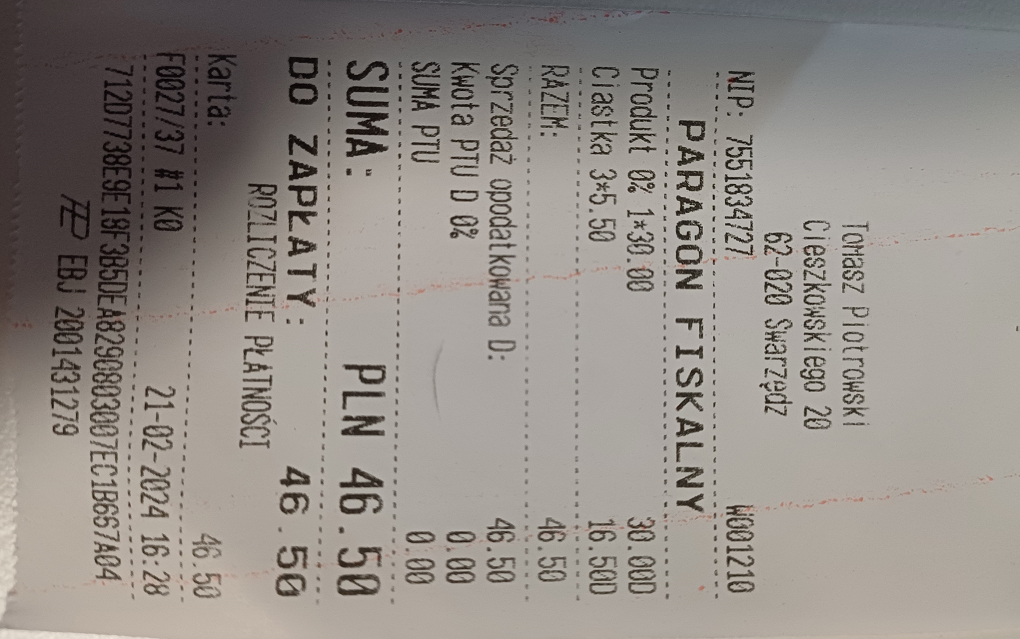 Tomasz Piotrowski
Cieszkowskiego 20
62-020 Swarzędz
NIP: 7551834727 W001210
PARAGON FISKALNY
Produkt 0% 1*30.00 30.00D
Ciastka 3*5.50 16.50D
RAZEM: 46.50
Sprzedaż opodatkowana D: 46.50
Kwota PTU D 0% 0.00
SUMA PTU 0.00
SUMA: PLN 46.50
DO ZAPŁATY: 46.50
ROZLICZENIE PŁATNOŚCI
Karta: 46.50
F0027/37 #1 K0 21-02-2024 16:28
712D7738E9E18F3B5DEA8290803007EC1B667A04
EBJ 2001431279